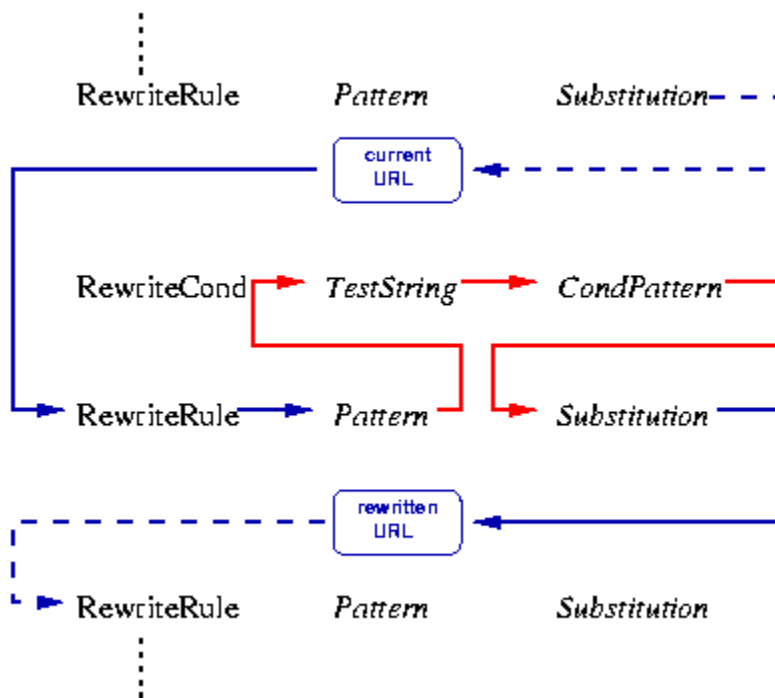 RewriteRule Pattern Substitution
current
URL
RewriteCond TestString CondPattern
RewriteRule Pattern Substitution
rewritten
URL
RewriteRule Pattern Substitution